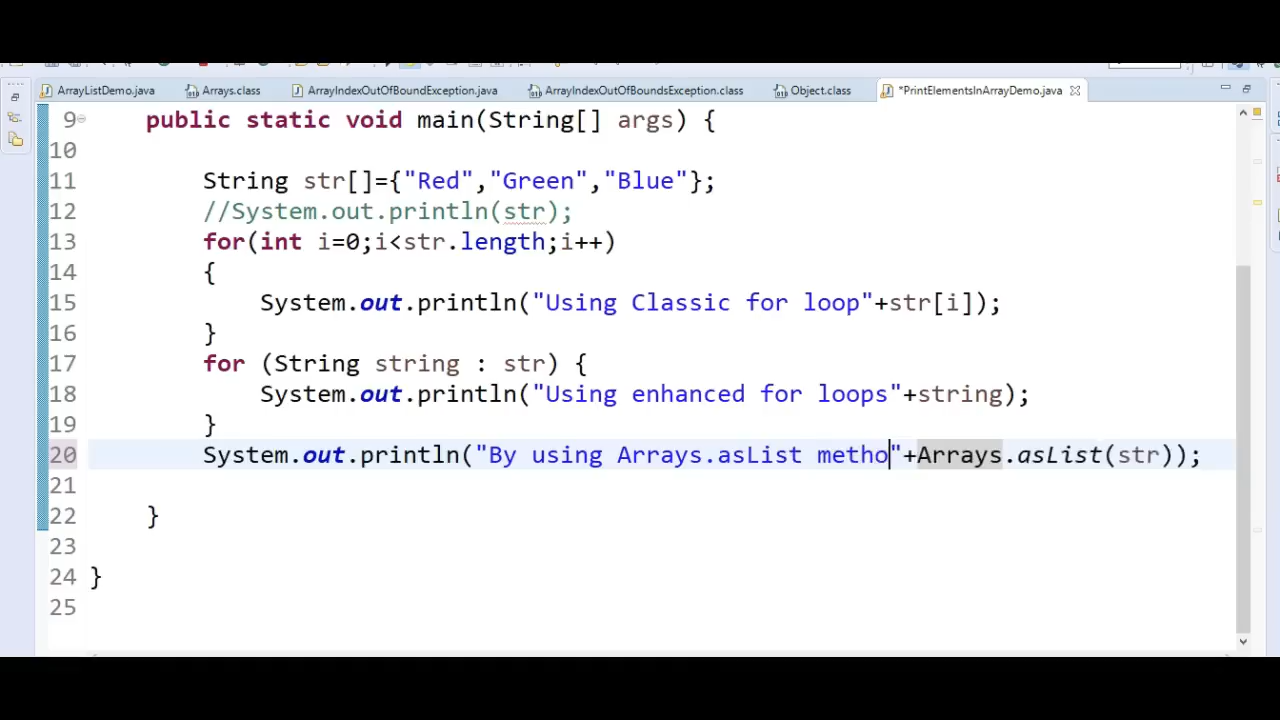 ArrayListDemo.java Arrays.class ArrayIndexOutOfBoundException.java ArrayIndexOutOfBoundsException.class Object.class *PrintElementsInArrayDemo.java
9 public static void main(String[] args) {
10
11 String str[]={"Red","Green","Blue"};
12 //System.out.println(str);
13 for(int i=0;i<str.length;i++)
14 {
15 System.out.println("Using Classic for loop"+str[i]);
16 }
17 for (String string : str) {
18 System.out.println("Using enhanced for loops"+string);
19 }
20 System.out.println("By using Arrays.asList metho"+Arrays.asList(str));
21
22 }
23
24 }
25